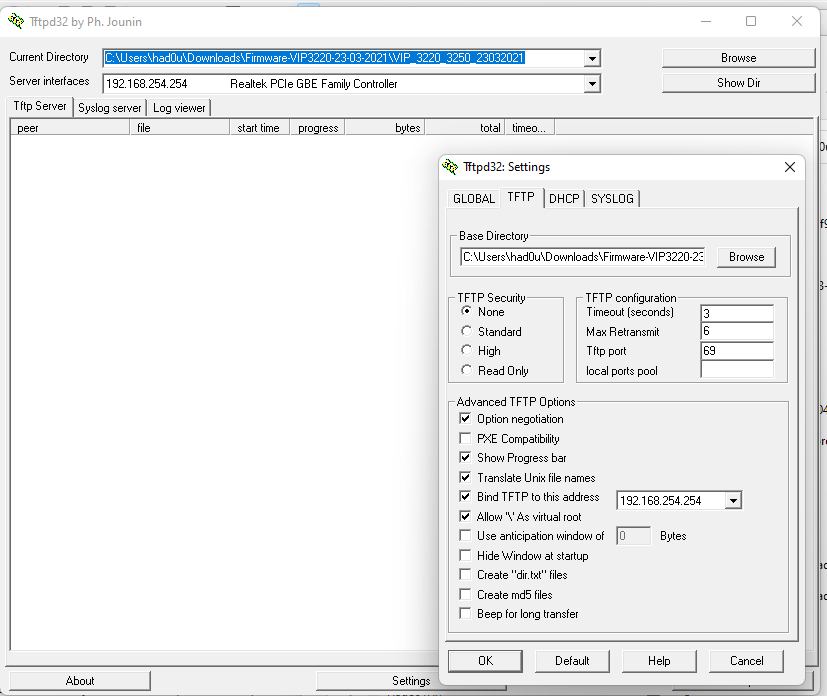 Tftpd32 by Ph. Jounin
Current Directory C:\Users\had0u\Downloads\Firmware-VIP3220-23-03-2021\VIP_3220_3250_23032021 Browse
Server interfaces 192.168.254.254 Realtek PCIe GBE Family Controller Show Dir
Tftp Server Syslog server Log viewer
peer file start time progress bytes total timeo...
Tftpd32: Settings
GLOBAL TFTP DHCP SYSLOG
Base Directory
C:\Users\had0u\Downloads\Firmware-VIP3220-23 Browse
TFTP Security
None
Standard
High
Read Only
TFTP configuration
Timeout (seconds) 3
Max Retransmit 6
Tftp port 69
local ports pool
Advanced TFTP Options
Option negotiation
PXE Compatibility
Show Progress bar
Translate Unix file names
Bind TFTP to this address 192.168.254.254
Allow '\' As virtual root
Use anticipation window of 0 Bytes
Hide Window at startup
Create "dir.txt" files
Create md5 files
Beep for long transfer
OK Default Help Cancel
About Settings